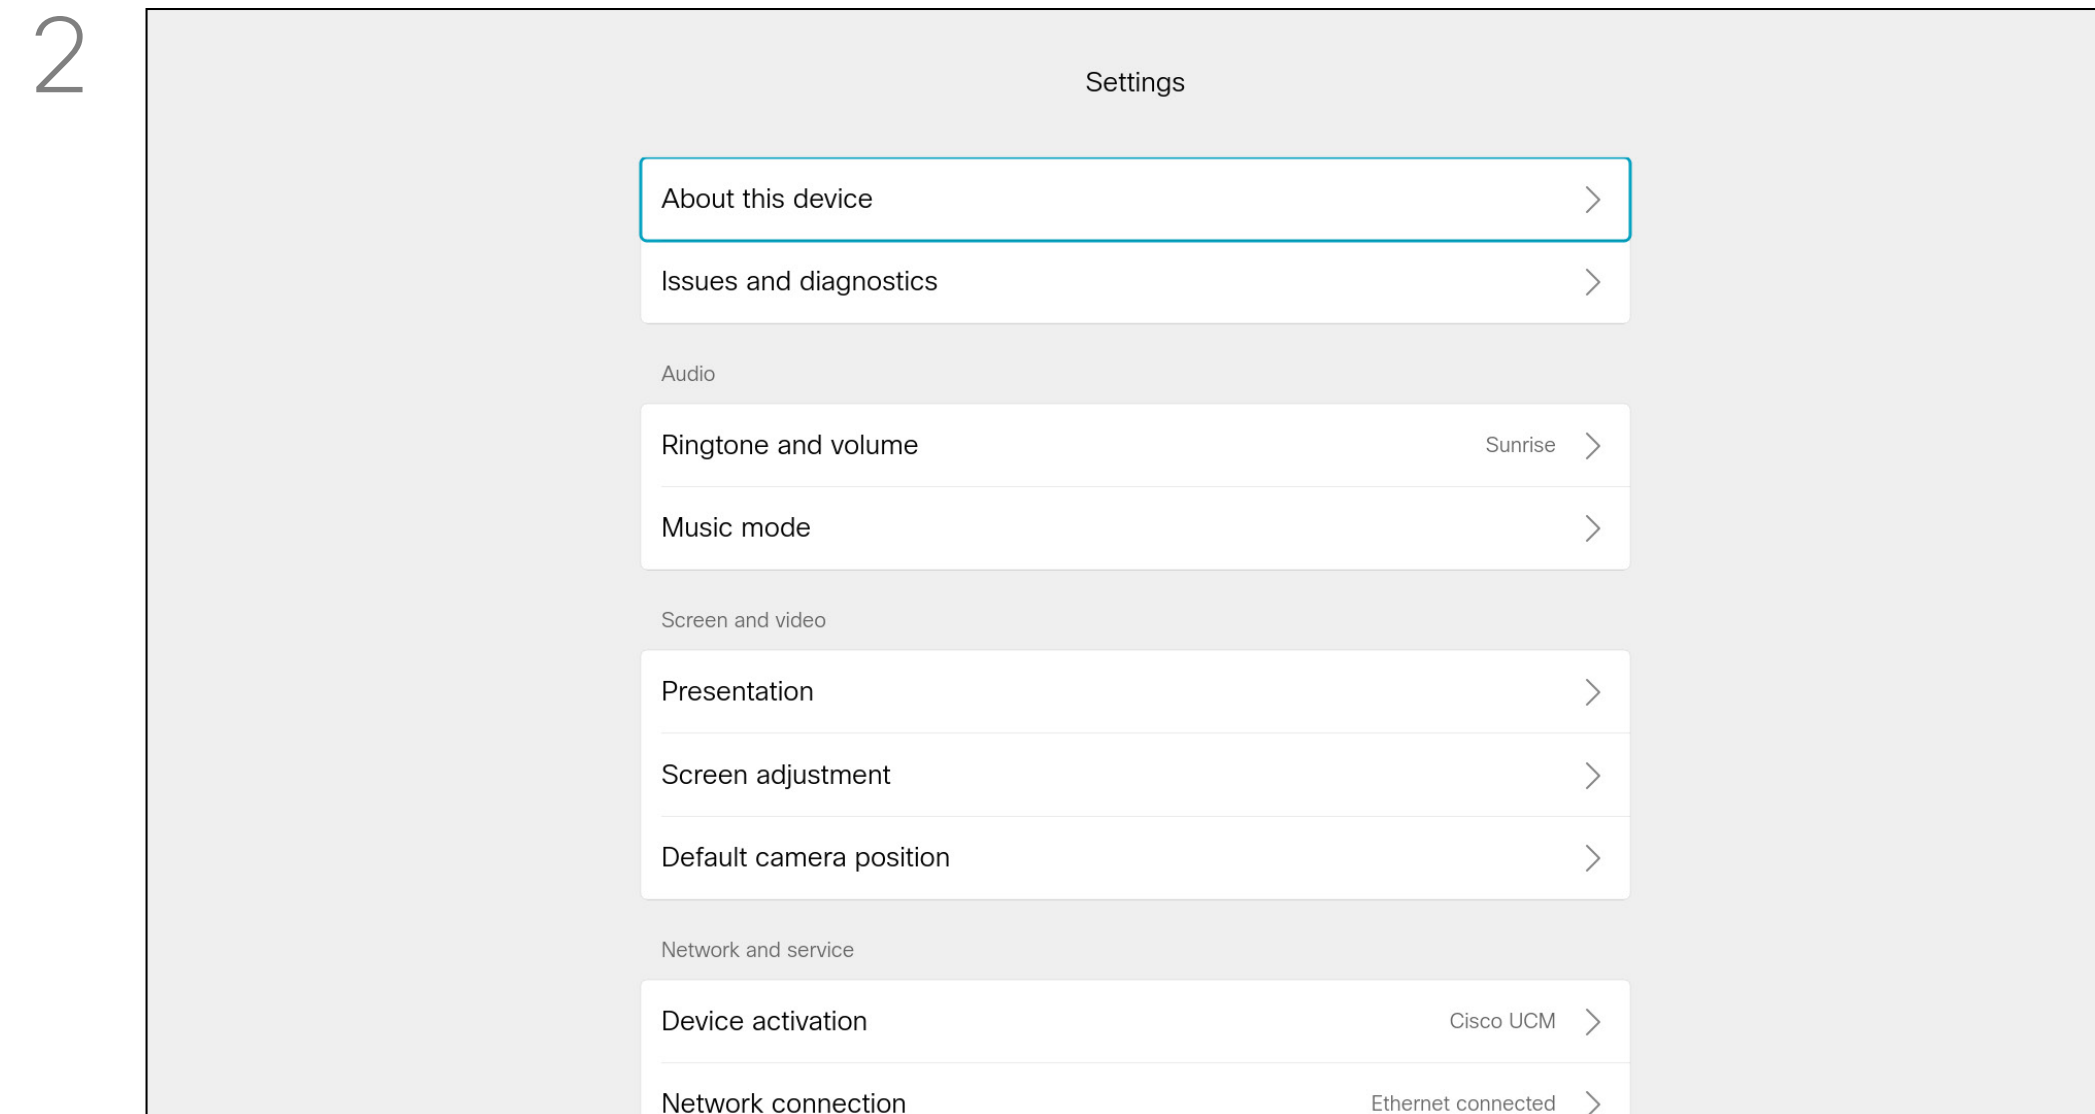 2
Settings
About this device
Issues and diagnostics
Audio
Ringtone and volume Sunrise
Music mode
Screen and video
Presentation
Screen adjustment
Default camera position
Network and service
Device activation Cisco UCM
Network connection Ethernet connected